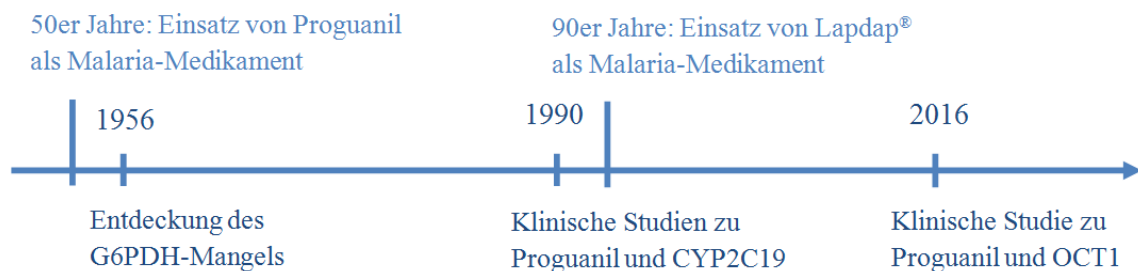 50er Jahre: Einsatz von Proguanil
als Malaria-Medikament
90er Jahre: Einsatz von Lapdap®
als Malaria-Medikament
1956
1990
2016
Entdeckung des
G6PDH-Mangels
Klinische Studien zu
Proguanil und CYP2C19
Klinische Studie zu
Proguanil und OCT1